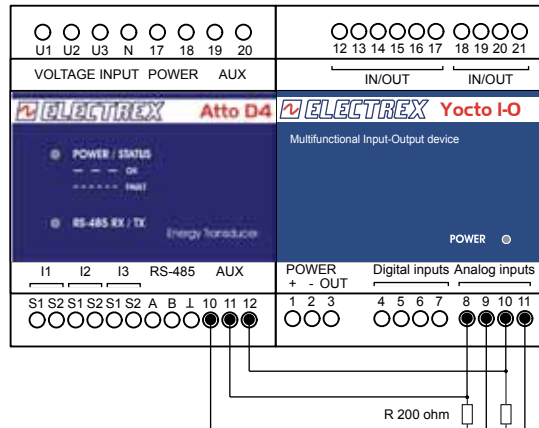 U1 U2 U3 N 17 18 19 20
VOLTAGE INPUT POWER AUX
ELECTREX Atto D4
POWER / STATUS
OK
FAULT
RS-485 RX / TX
Energy Transducer
I1 I2 I3 RS-485 AUX
S1 S2 S1 S2 S1 S2 A B ⊥ 10 11 12
12 13 14 15 16 17 18 19 20 21
IN/OUT IN/OUT
ELECTREX Yocto I-O
Multifunctional Input-Output device
POWER
POWER Digital inputs Analog inputs
+ - OUT
1 2 3 4 5 6 7 8 9 10 11
R 200 ohm